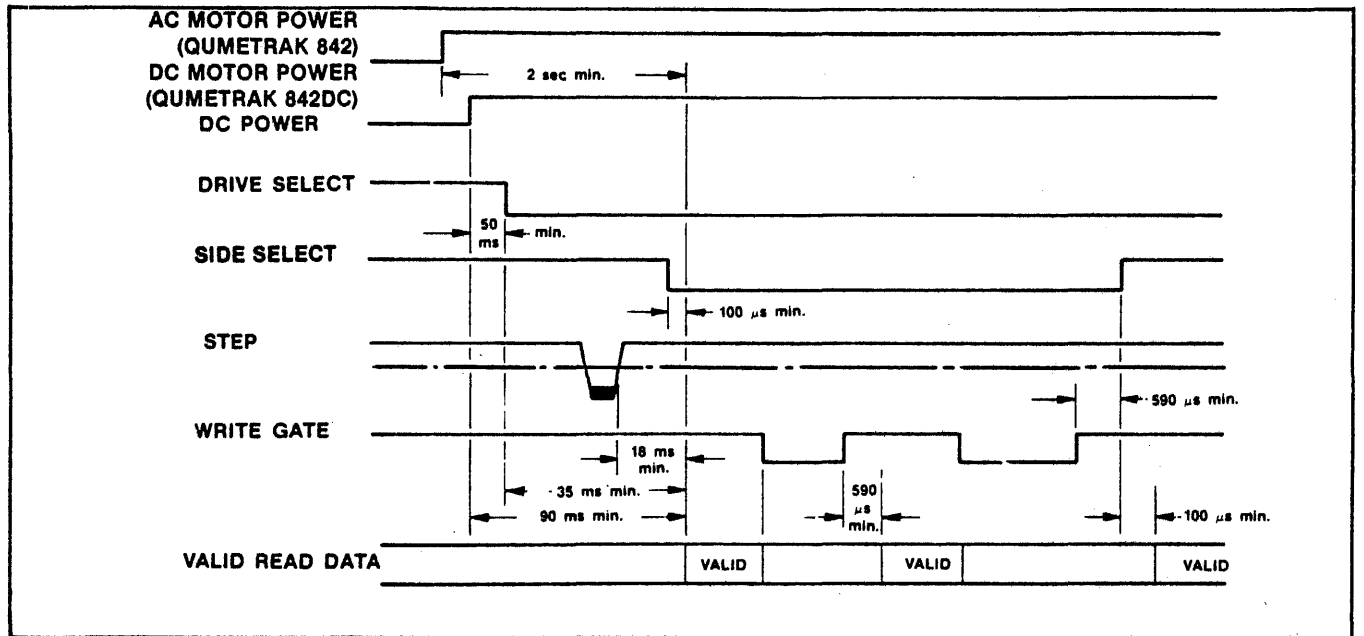 AC MOTOR POWER
(QUMETRAK 842)
DC MOTOR POWER
(QUMETRAK 842DC)
DC POWER
2 sec min.
DRIVE SELECT
50
ms
min.
SIDE SELECT
100 μs min.
STEP
590 μs min.
WRITE GATE
18 ms
min.
35 ms min.
590
μs
min.
90 ms min.
100 μs min.
VALID READ DATA
VALID
VALID
VALID